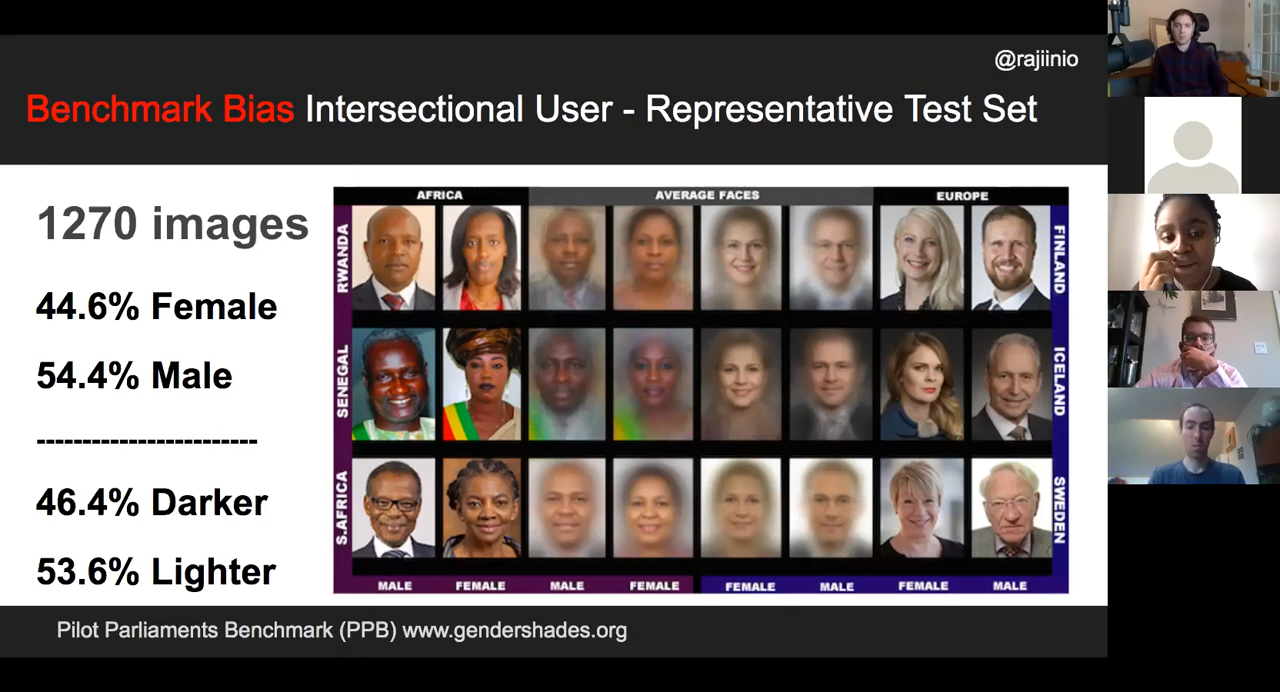 @rajiinio
Benchmark Bias Intersectional User - Representative Test Set
1270 images
44.6% Female
54.4% Male
------------------------
46.4% Darker
53.6% Lighter
AFRICA
AVERAGE FACES
EUROPE
RWANDA
FINLAND
SENEGAL
ICELAND
S.AFRICA
SWEDEN
MALE FEMALE MALE FEMALE FEMALE MALE FEMALE MALE
Pilot Parliaments Benchmark (PPB) www.gendershades.org